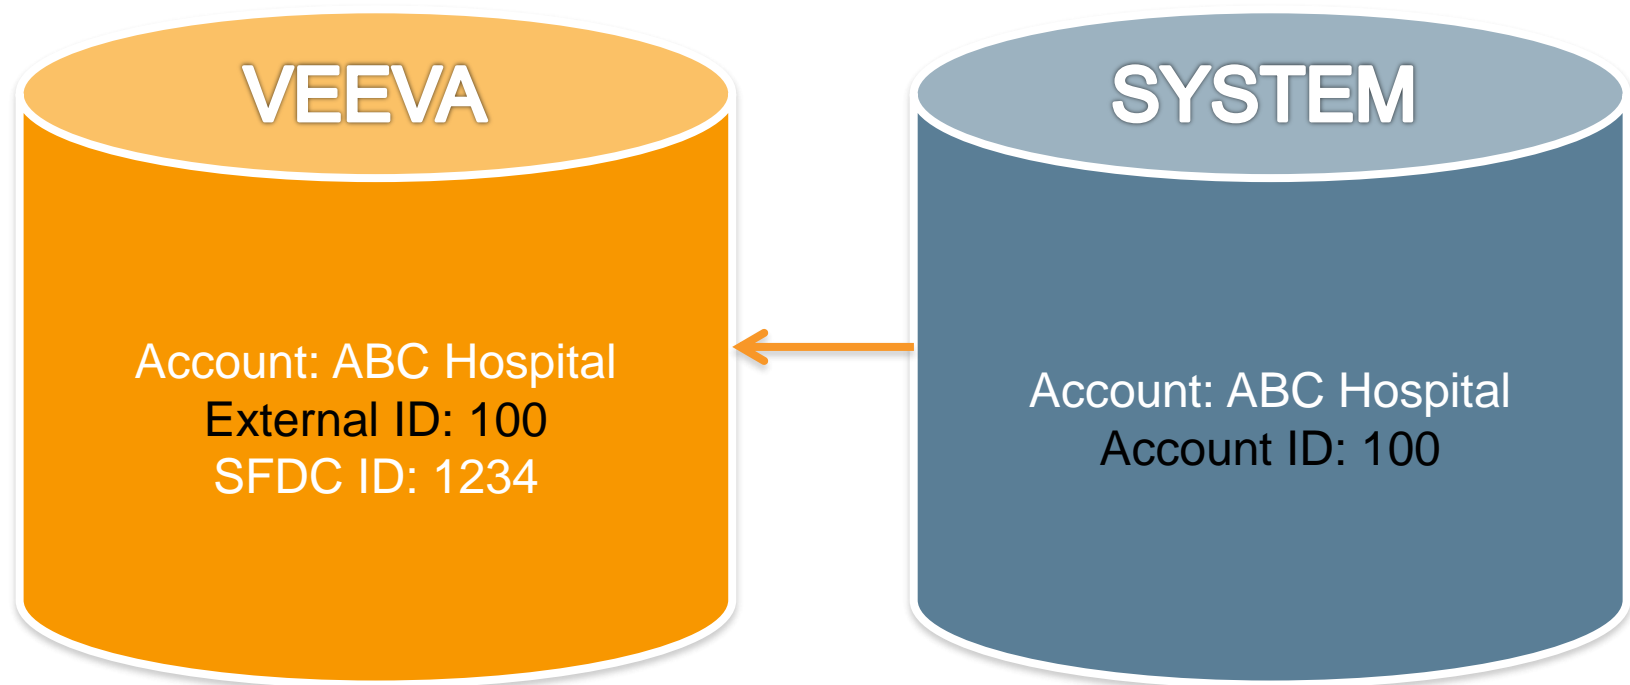 VEEVA
Account: ABC Hospital
External ID: 100
SFDC ID: 1234
SYSTEM
Account: ABC Hospital
Account ID: 100